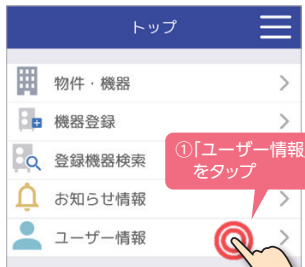 トップ
物件・機器
機器登録
登録機器検索
お知らせ情報
ユーザー情報
①「ユーザー情報
をタップ